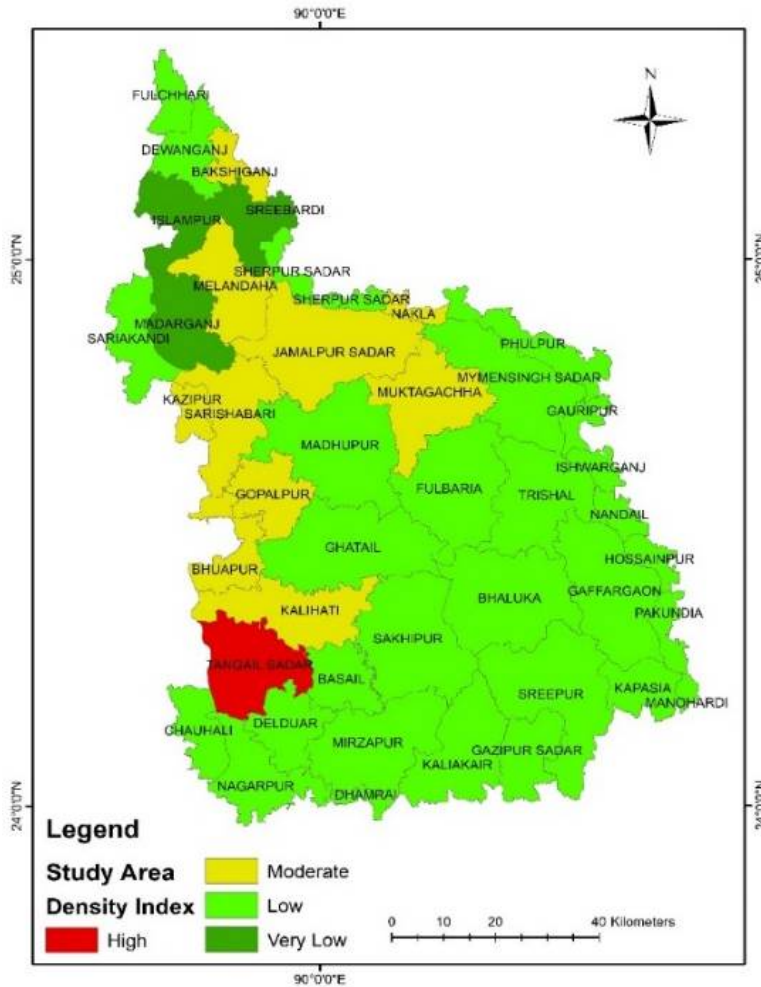 90°0'0"E
N
FULCHHARI
DEWANGANJ
BAKSHIGANJ
ISLAMPUR
SREEBARDI
25°0'0"N
25°0'0"N
SHERPUR SADAR
MELANDAHA
SHERPUR SADAR
NAKLA
MADARGANJ
SARIAKANDI
JAMALPUR SADAR
PHULPUR
MYMENSINGH SADAR
MUKTAGACHHA
KAZIPUR
SARISHABARI
GAURIPUR
MADHUPUR
ISHWARGANJ
GOPALPUR
FULBARIA
TRISHAL
NANDAIL
GHATAIL
HOSSAINPUR
BHUAPUR
BHALUKA
GAFFARGAON
KALIHATI
PAKUNDIA
SAKHIPUR
TANGAIL SADAR
BASAIL
SREEPUR
KAPASIA
MANOHARDI
CHAUHALI
DELDUAR
MIRZAPUR
GAZIPUR SADAR
KALIAKAIR
NAGARPUR
DHAMRAI
24°0'0"N
24°0'0"N
Legend
Study Area
Density Index
High
Moderate
Low
Very Low
0 10 20 40 Kilometers
90°0'0"E